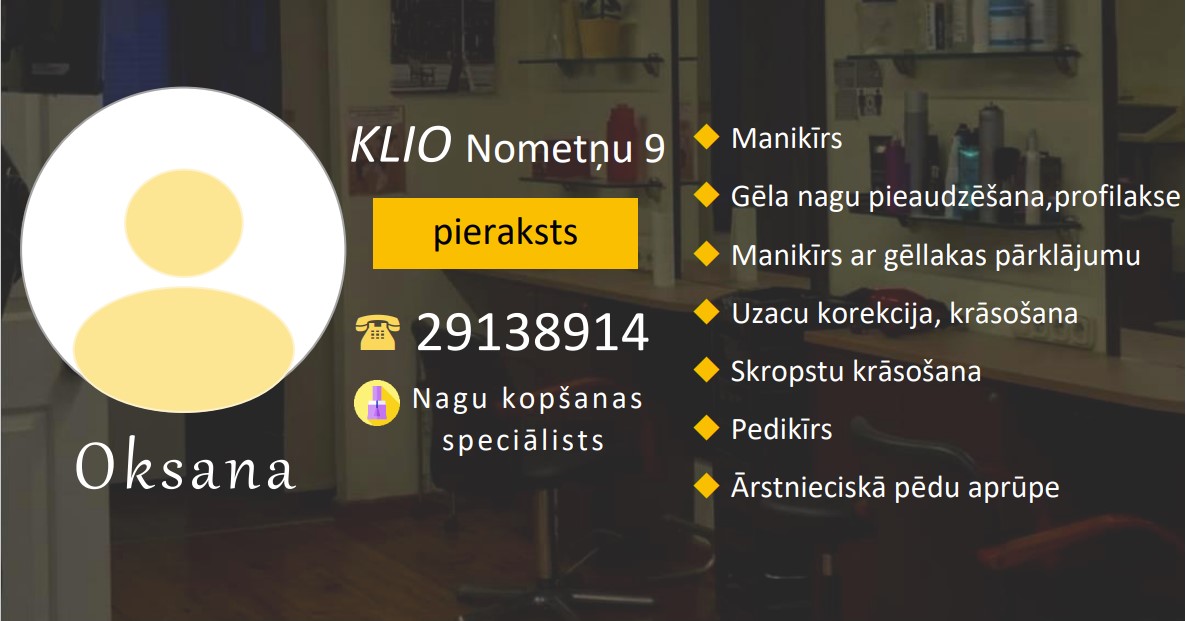 KLIO Nometņu 9
pieraksts
29138914
Nagu kopšanas
speciālists
Oksana
Manikīrs
Gēla nagu pieaudzēšana,profilakse
Manikīrs ar gēllakas pārklājumu
Uzacu korekcija, krāsošana
Skropstu krāsošana
Pedikīrs
Ārstnieciskā pēdu aprūpe